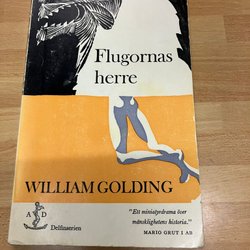 Flugornas
herre
WILLIAM GOLDING
A D
Delfinserien
"Ett miniatyrdrama över
mänsklighetens historia."
MARIO GRUT I AB